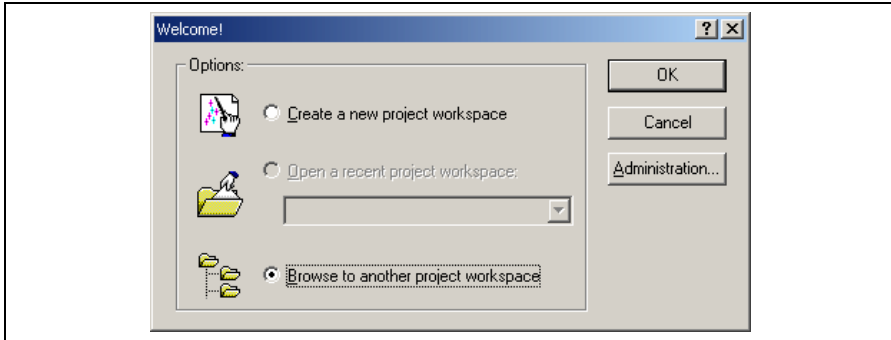 Welcome!
Options:
Create a new project workspace
Open a recent project workspace:
Browse to another project workspace
OK
Cancel
Administration...